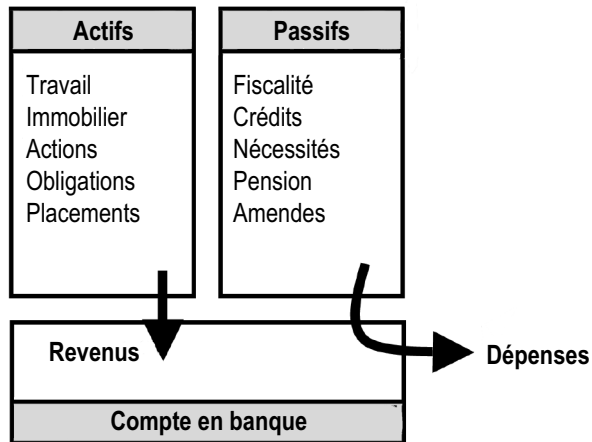 Actifs
Travail
Immobilier
Actions
Obligations
Placements
Passifs
Fiscalité
Crédits
Nécessités
Pension
Amendes
Revenus
Dépenses
Compte en banque